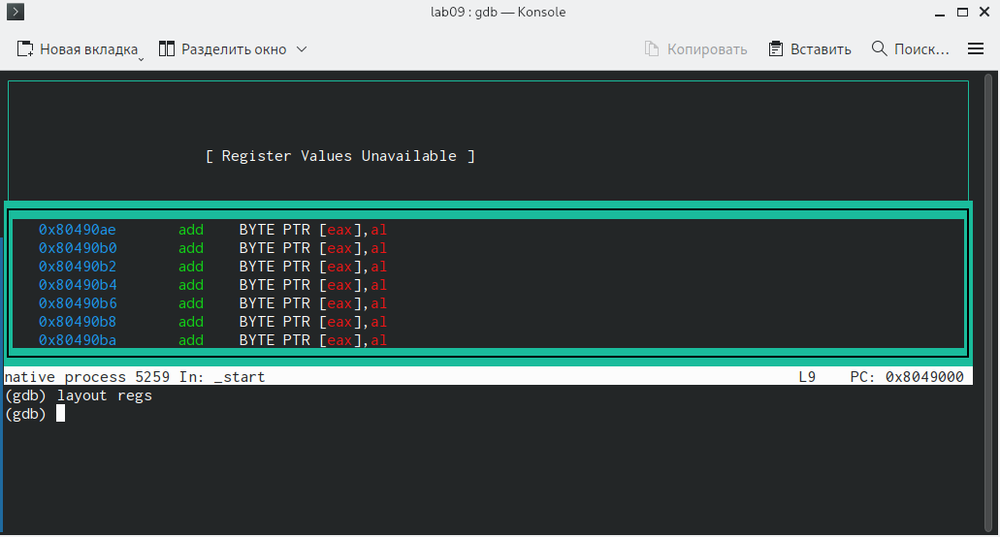 lab09 : gdb — Konsole
Новая вкладка Разделить окно Копировать Вставить Поиск...
[ Register Values Unavailable ]
0x80490ae add BYTE PTR [eax],al
0x80490b0 add BYTE PTR [eax],al
0x80490b2 add BYTE PTR [eax],al
0x80490b4 add BYTE PTR [eax],al
0x80490b6 add BYTE PTR [eax],al
0x80490b8 add BYTE PTR [eax],al
0x80490ba add BYTE PTR [eax],al
native process 5259 In: _start L9 PC: 0x8049000
(gdb) layout regs
(gdb)